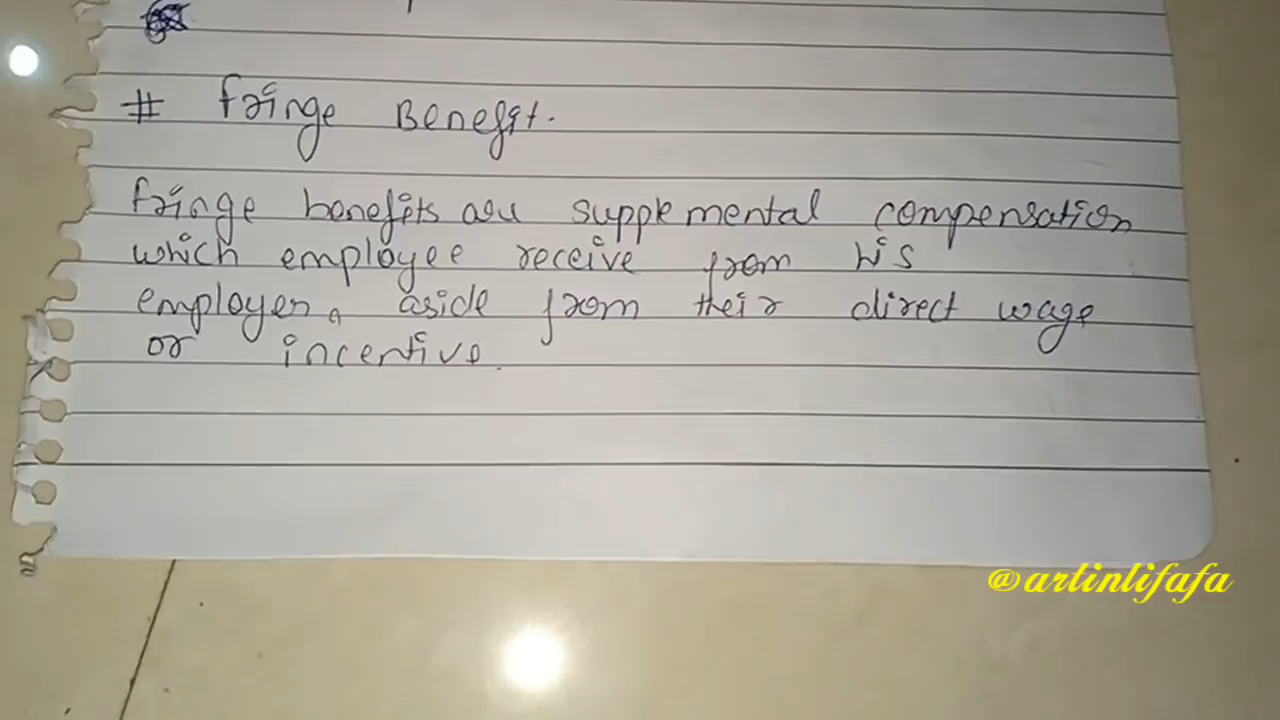 # Fringe Benefit.
Fringe benefits are supplemental compensation
which employee receive from his
employer, aside from their direct wage
or incentive.
@artinlifafa